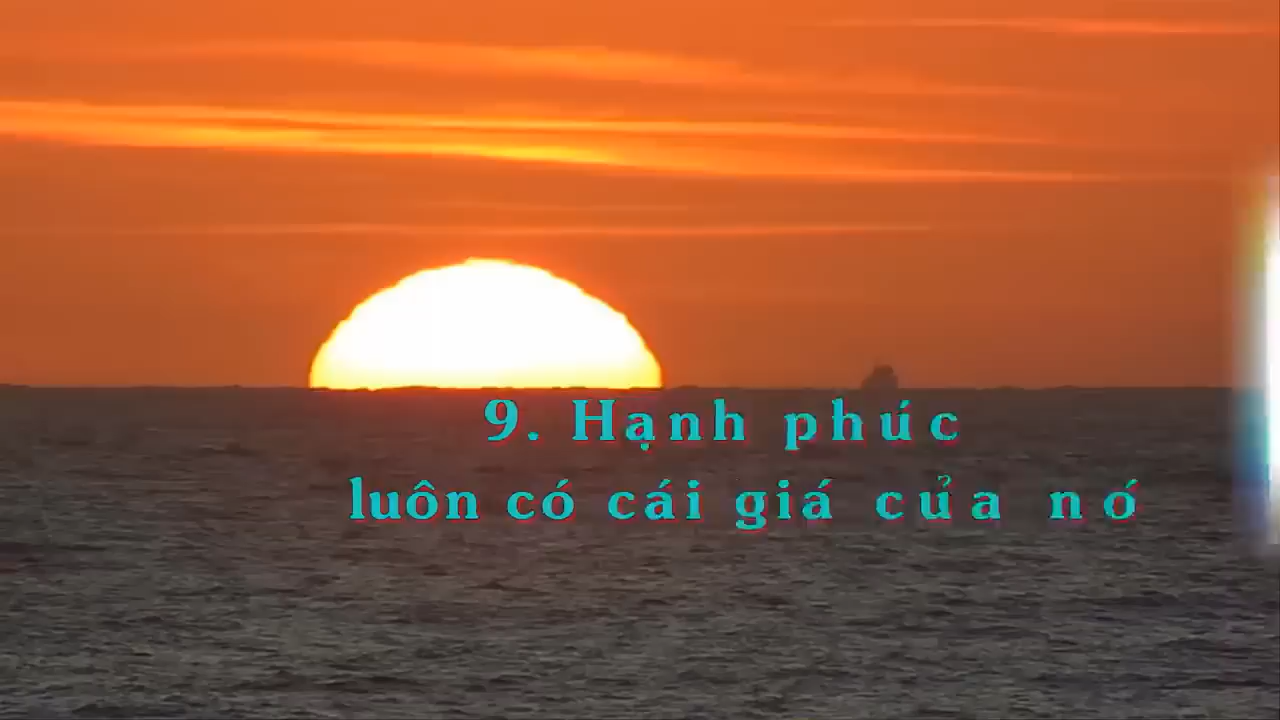 9. Hạnh phúc
luôn có cái giá của nó